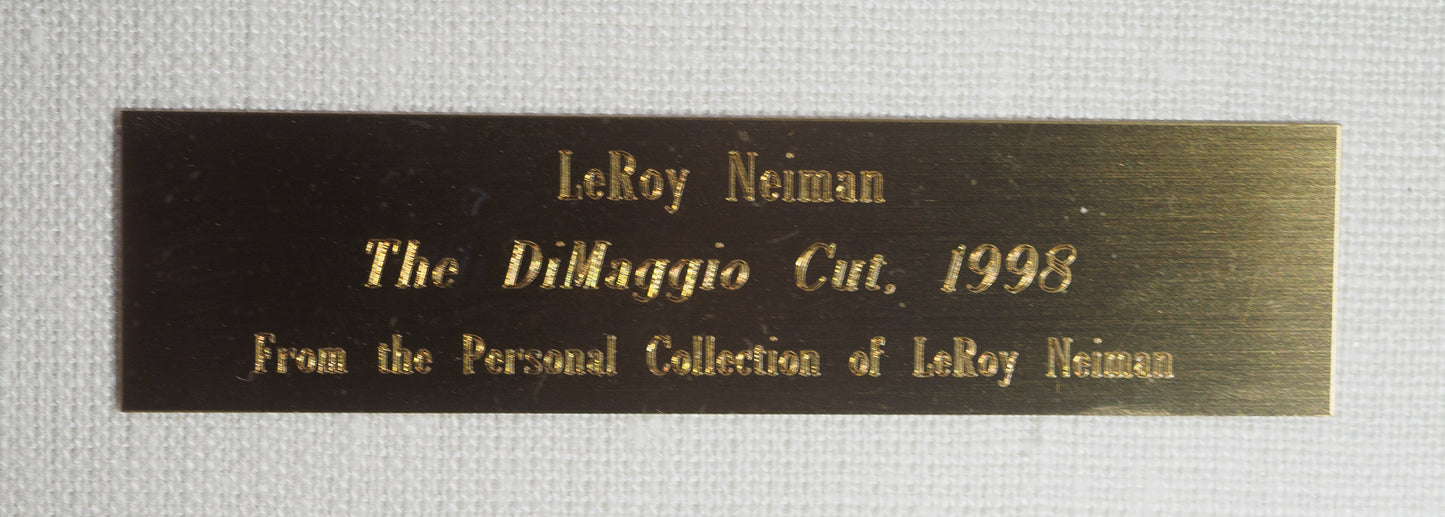 LeRoy Neiman
The DiMaggio Cut, 1998
From the Personal Collection of LeRoy Neiman